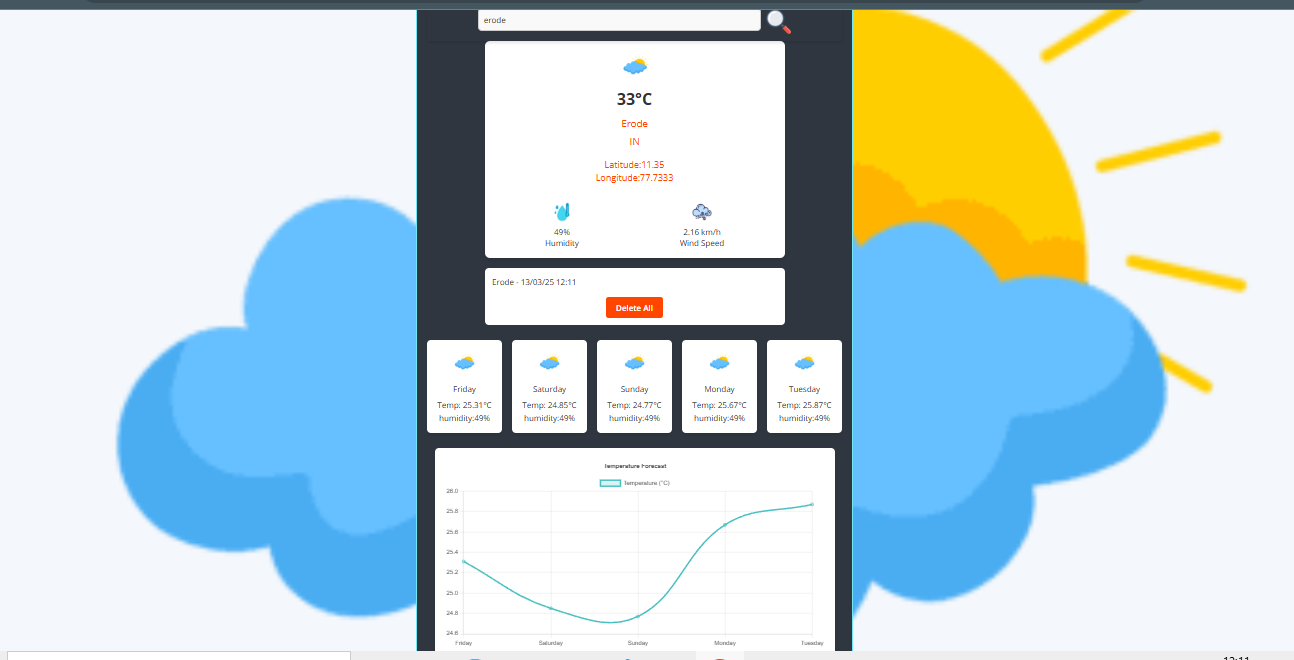 erode
33°C
Erode
IN
Latitude:11.35
Longitude:77.7333
49%
Humidity
2.16 km/h
Wind Speed
Erode - 13/03/25 12:11
Delete All
Friday
Temp: 25.31°C
humidity:49%
Saturday
Temp: 24.85°C
humidity:49%
Sunday
Temp: 24.77°C
humidity:49%
Monday
Temp: 25.67°C
humidity:49%
Tuesday
Temp: 25.87°C
humidity:49%
Temperature Forecast
Temperature (°C)
26.0
25.8
25.6
25.4
25.2
25.0
24.8
24.6
Friday Saturday Sunday Monday Tuesday